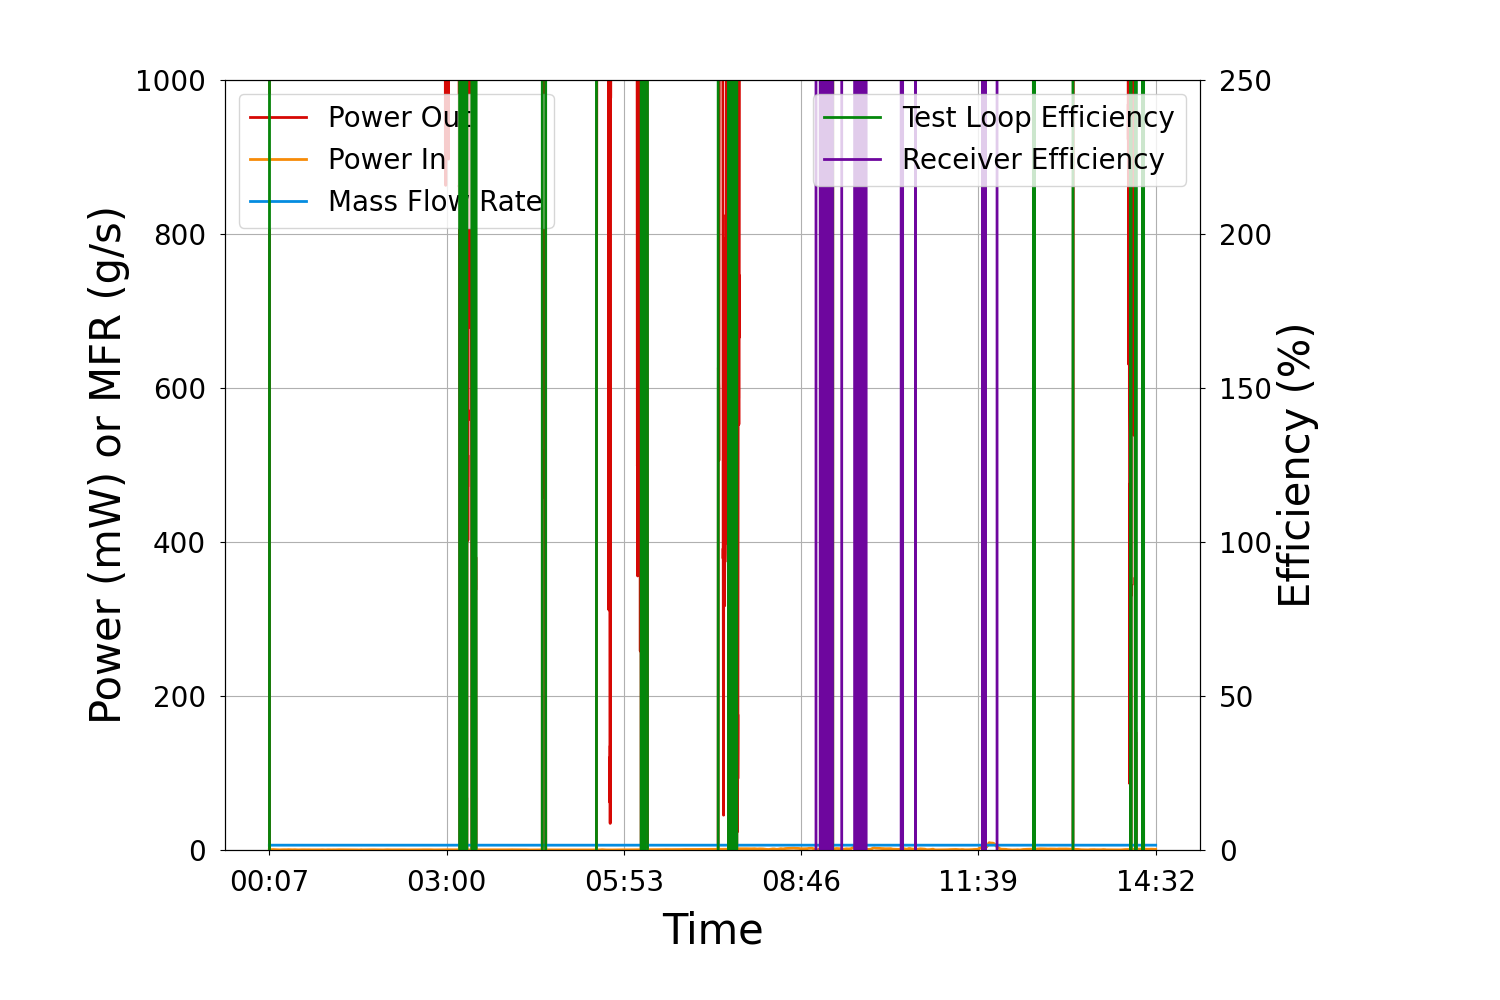 1000
800
600
400
200
0
Power (mW) or MFR (g/s)
Power Out
Power In
Mass Flow Rate
Test Loop Efficiency
Receiver Efficiency
250
200
150
100
50
0
Efficiency (%)
00:07 03:00 05:53 08:46 11:39 14:32
Time